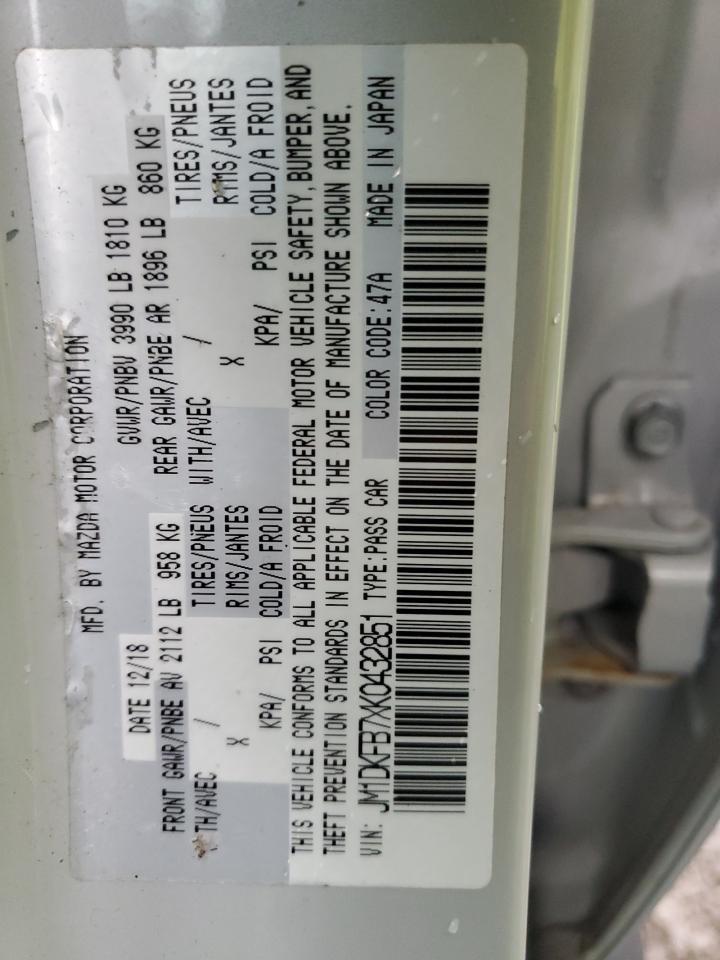 MFD. BY MAZDA MOTOR CORPORATION
DATE 12/18 GVWR/PNBV 3990 LB 1810 KG
FRONT GAWR/PNBE AV 2112 LB 958 KG REAR GAWR/PNBE AR 1896 LB 860 KG
TH/AVEC / TIRES/PNEUS WITH/AVEC / TIRES/PNEUS
X RIMS/JANTES X RIMS/JANTES
KPA/ PSI COLD/A FROID KPA/ PSI COLD/A FROID
THIS VEHICLE CONFORMS TO ALL APPLICABLE FEDERAL MOTOR VEHICLE SAFETY, BUMPER, AND
THEFT PREVENTION STANDARDS IN EFFECT ON THE DATE OF MANUFACTURE SHOWN ABOVE.
VIN: JM1DKFB7XK0432851 TYPE:PASS CAR COLOR CODE:47A MADE IN JAPAN